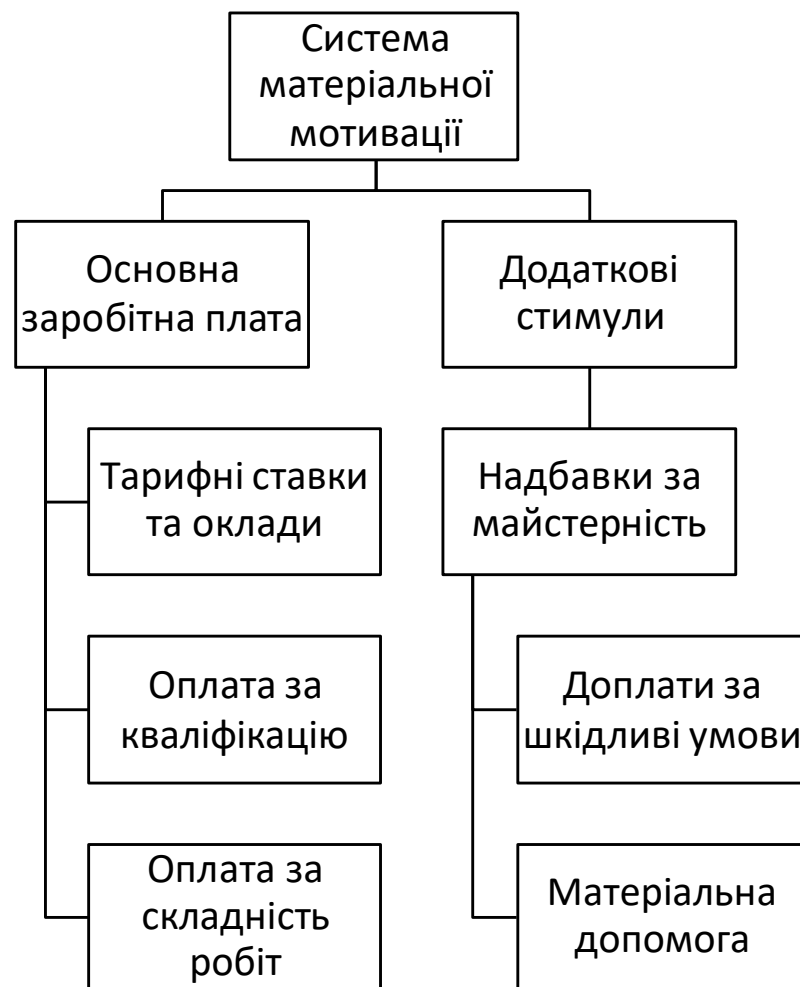 Система
матеріальної
мотивації
Основна
заробітна плата
Додаткові
стимули
Тарифні ставки
та оклади
Надбавки за
майстерність
Оплата за
кваліфікацію
Доплати за
шкідливі умови
Оплата за
складність
робіт
Матеріальна
допомога